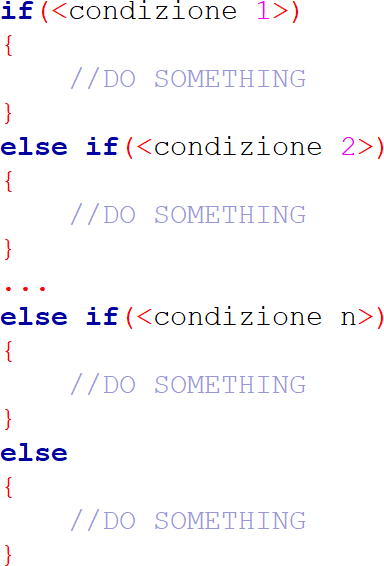 if(<condizione 1>)
{
    //DO SOMETHING
}
else if(<condizione 2>)
{
    //DO SOMETHING
}
...
else if(<condizione n>)
{
    //DO SOMETHING
}
else
{
    //DO SOMETHING
}